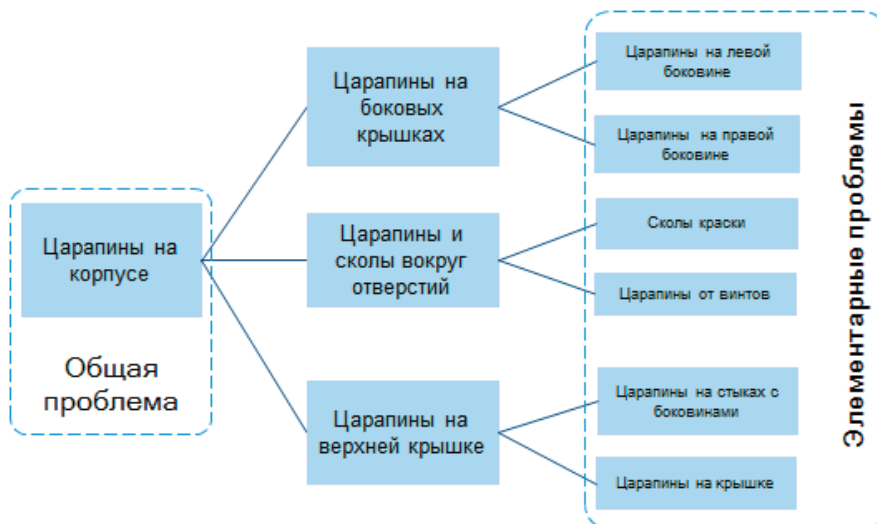 Царапины на
корпусе
Общая
проблема
Царапины на
боковых
крышках
Царапины и
сколы вокруг
отверстий
Царапины на
верхней крышке
Царапины на левой
боковине
Царапины на правой
боковине
Сколы краски
Царапины от винтов
Царапины на стыках с
боковинами
Царапины на крышке
Элементарные проблемы